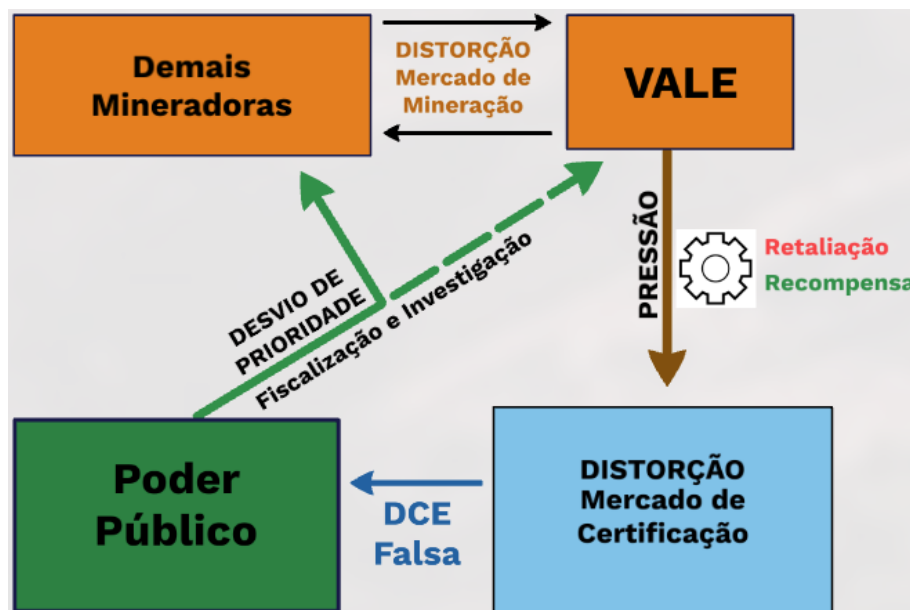 Demais
Mineradoras
DISTORÇÃO
Mercado de
Mineração
VALE
PRESSÃO
Retaliação
Recompensa
DESVIO DE
PRIORIDADE
Fiscalização e Investigação
Poder
Público
DCE
Falsa
DISTORÇÃO
Mercado de
Certificação